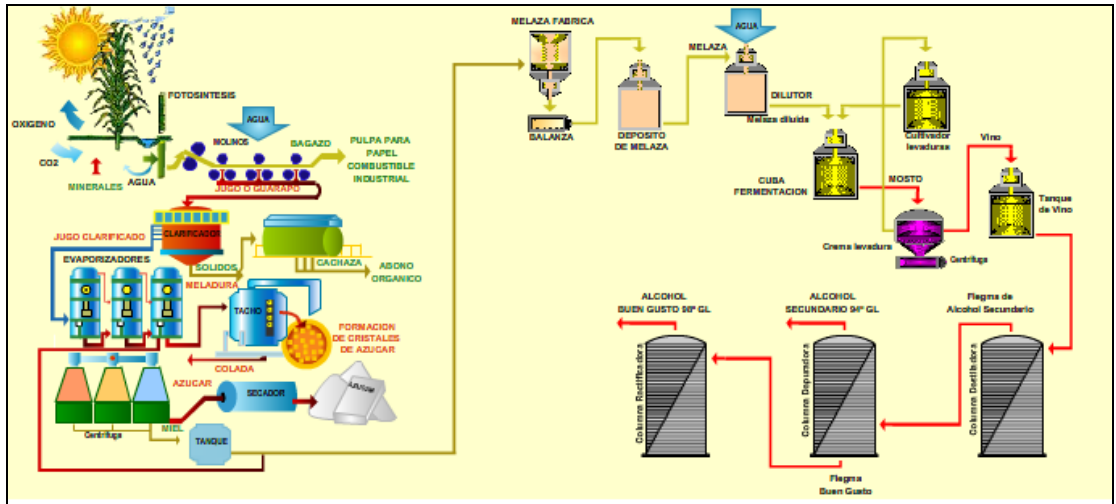 FOTOSINTESIS
OXIGENO
CO2
MINERALES
AGUA
AGUA
MOLINOS
BAGAZO
PULPA PARA
PAPEL
COMBUSTIBLE
INDUSTRIAL
JUGO O GUARAPO
CLARIFICADOR
JUGO CLARIFICADO
SOLIDOS
MELADURA
CACHAZA
ABONO
ORGANICO
EVAPORIZADORES
TACHO
FORMACION
DE CRISTALES
DE AZUCAR
COLADA
AZUCAR
SECADOR
Centrifuga
MIEL
TANQUE
MELAZA FABRICA
BALANZA
DEPOSITO
DE MELAZA
MELAZA
AGUA
DILUTOR
Melaza diluida
Cultivador
levaduras
CUBA
FERMENTACION
MOSTO
Vino
Tanque
de Vino
Crema levadura
Centrifuga
ALCOHOL
BUEN GUSTO 96º GL
ALCOHOL
SECUNDARIO 94º GL
Flegma de
Alcohol Secundario
Columna Rectificadora
Columna Depuradora
Columna Destiladora
Flegma
Buen Gusto